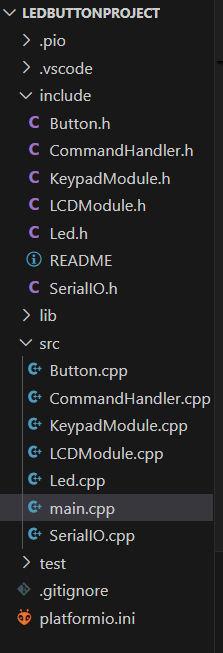 LEDBUTTONPROJECT
.pio
.vscode
include
Button.h
CommandHandler.h
KeypadModule.h
LCDModule.h
Led.h
README
SerialIO.h
lib
src
Button.cpp
CommandHandler.cpp
KeypadModule.cpp
LCDModule.cpp
Led.cpp
main.cpp
SerialIO.cpp
test
.gitignore
platformio.ini